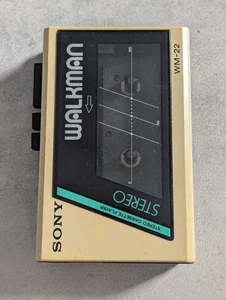 SONY
WALKMAN
STEREO
STEREO CASSETTE PLAYER
WM-22